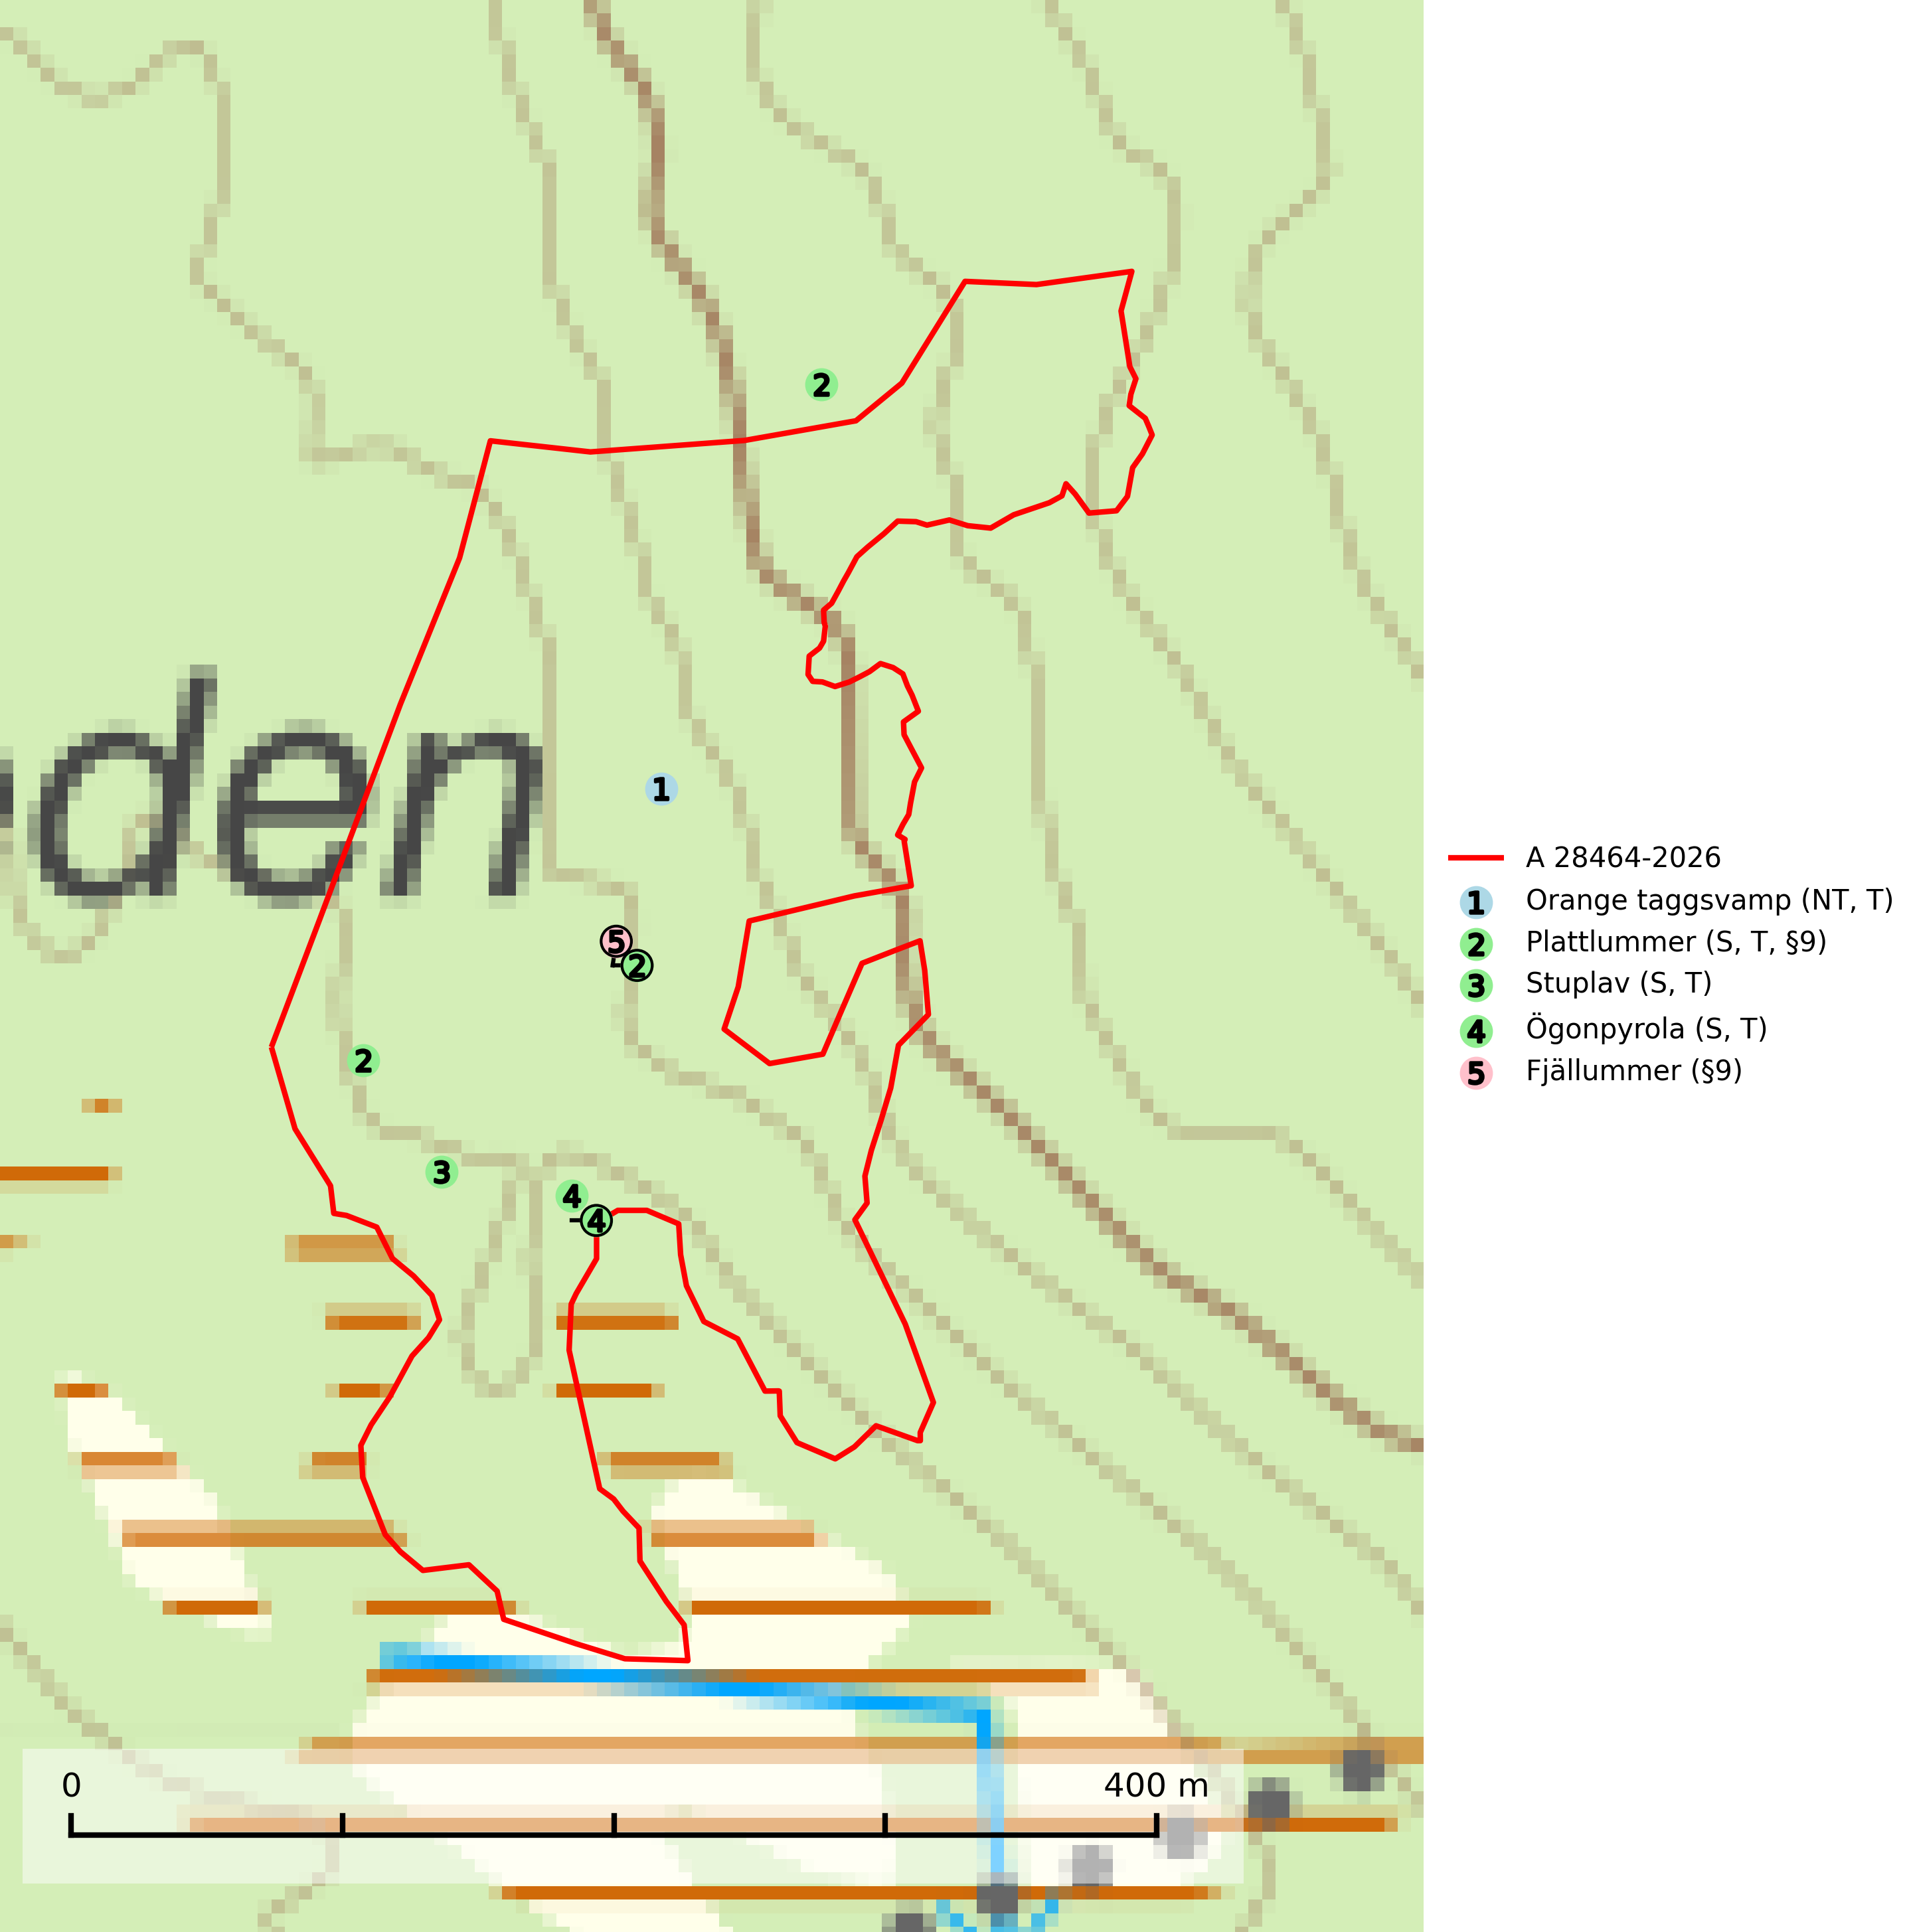 2
den
1
5
2
2
3
4
4
0 400 m
A 28464-2026
1 Orange taggsvamp (NT, T)
2 Plattlummer (S, T, §9)
3 Stuplav (S, T)
4 Ögonpyrola (S, T)
5 Fjällummer (§9)